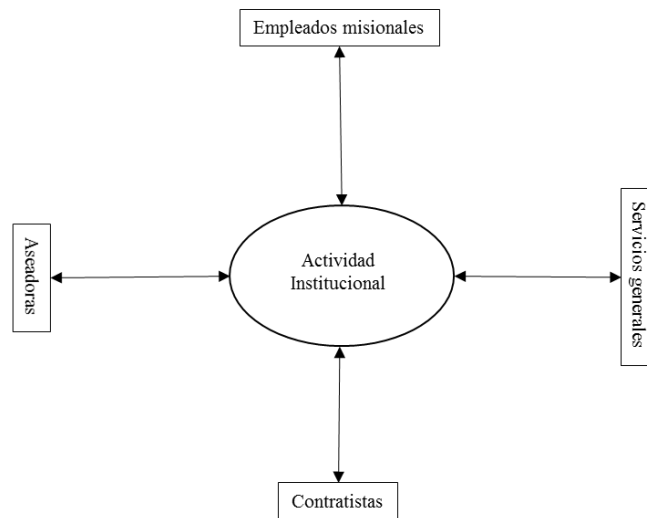 Empleados misionales
Aseadoras
Actividad
Institucional
Servicios generales
Contratistas